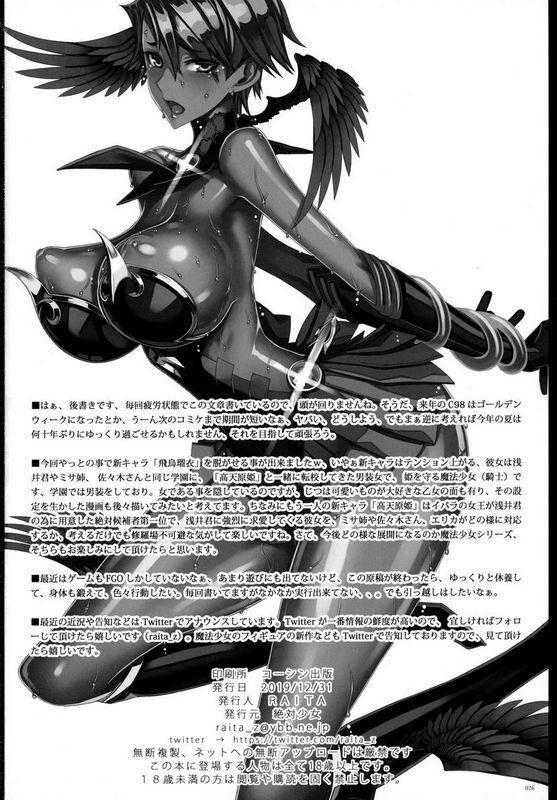 ■はぁ、後書きです、毎回疲労状態でこの文章書いているので、頭が回りませんね。そうだ、来年のC98はゴールデン
ウィークになったとか、うーん次のコミケまで期間が短いなぁ、ヤバい、どうしよう、でもまぁ逆に考えれば今年の夏は
何十年ぶりにゆっくり過ごせるかもしれません、それを目指して頑張ろう。
■今回やっとの事で新キャラ「飛鳥瑠衣」を脱がせる事が出来ましたw、いやぁ新キャラはテンション上がる、彼女は浅
井君やミサ姉、佐々木さんと同じ学園に、「高天原姫」と一緒に転校してきた男装女で、姫を守る魔法少女（騎士）で
す、学園では男装をしており。女である事を隠しているのですが、じつは可愛いものが大好きな乙女の面も有り、その設
定を生かした漫画も後々描いてみたいと考えてます。ちなみにもう一人の新キャラ「高天原姫」はイバラの女王が浅井君
の為に用意した絶対候補者第一位で、浅井君に強烈に求愛してくる彼女を、ミサ姉や佐々木さん、エリカがどの様に対応
するか、考えるだけでも修羅場不可避な気がして楽しいですね。さて、今後どの様な展開になるのか魔法少女シリーズ、
そちらもお楽しみにして頂けたらと思います。
■最近はゲームもFGOしかしていないなぁ、あまり遊びにも出てないけど、この原稿が終わったら、ゆっくりと休養し
て、身体も鍛えて、色々行動したい。毎回書いてますがなかなか実行出来てない、、、でも引っ越しはしたいなぁ。
■最近の近況や告知などはTwitterでアナウンスしています。Twitterが一番情報の鮮度が高いので、宜しければフォロ
ーして頂けたら嬉しいです（raita_z）。魔法少女のフィギュアの新作などもTwitterで告知しておりますので、見て頂け
たら嬉しいです。
印刷所　コーシン出版
発行日　2019/12/31
発行人　RAITA
発行元　絶対少女
raita_z@ybb.ne.jp
twitter → https://twitter.com/raita_z
無断複製、ネットへの無断アップロードは厳禁です
この本に登場する人物は全て18歳以上です。
18歳未満の方は閲覧や購読を固く禁止します。
026